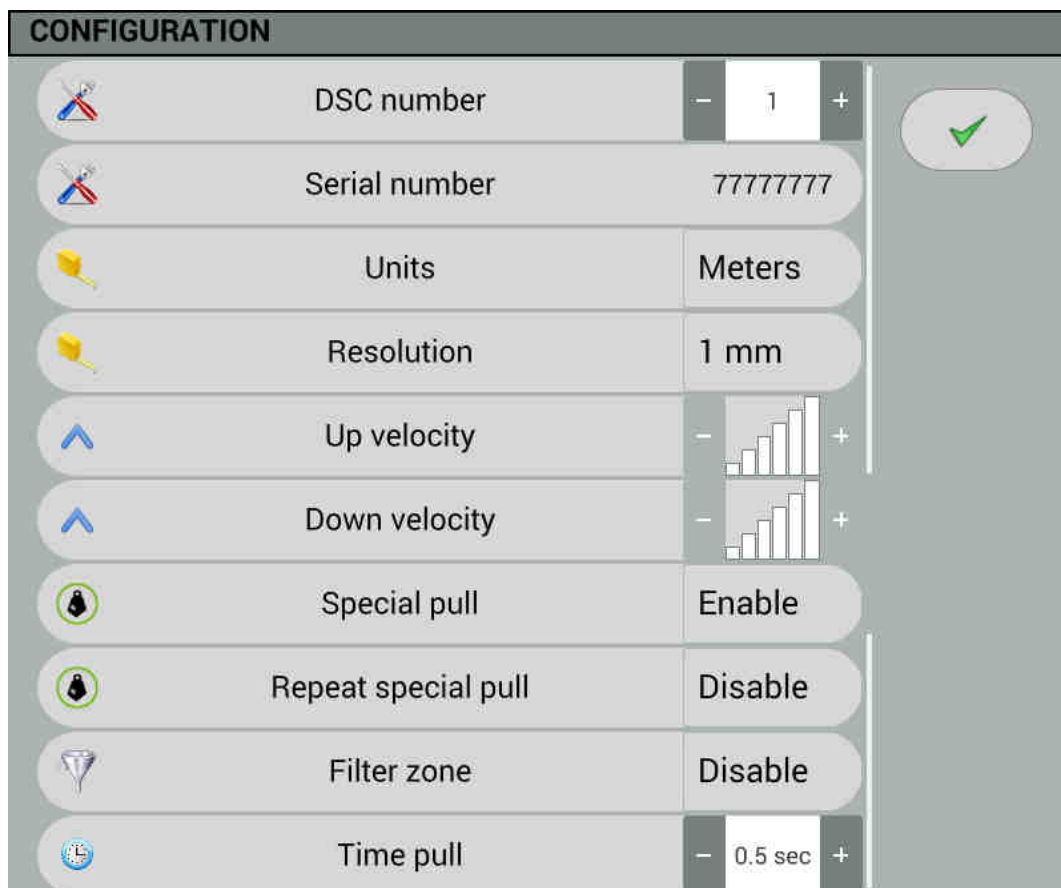 CONFIGURATION
DSC number - 1 +
Serial number 77777777
Units Meters
Resolution 1 mm
Up velocity - +
Down velocity - +
Special pull Enable
Repeat special pull Disable
Filter zone Disable
Time pull - 0.5 sec +